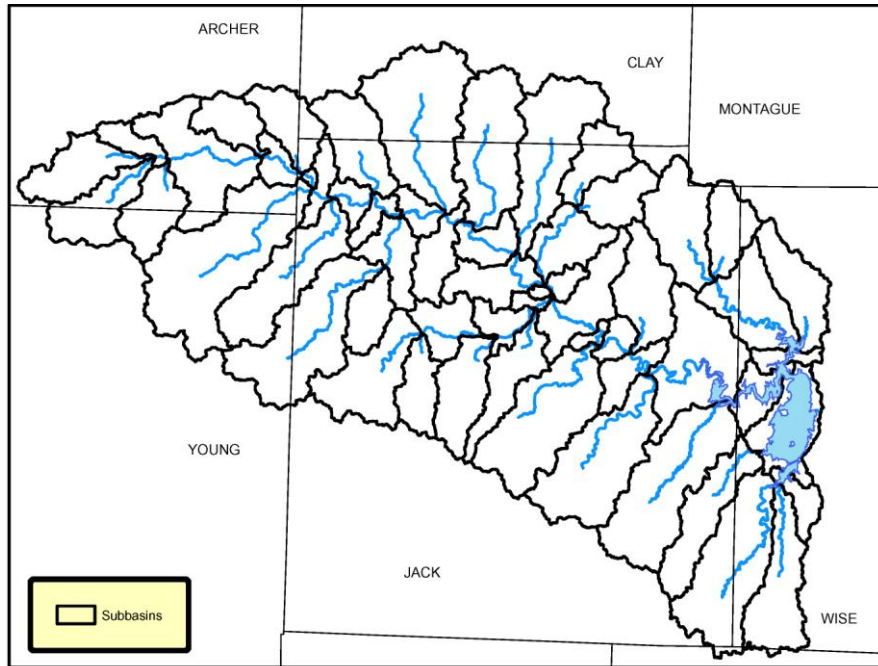 ARCHER
CLAY
MONTAGUE
YOUNG
JACK
WISE
Subbasins